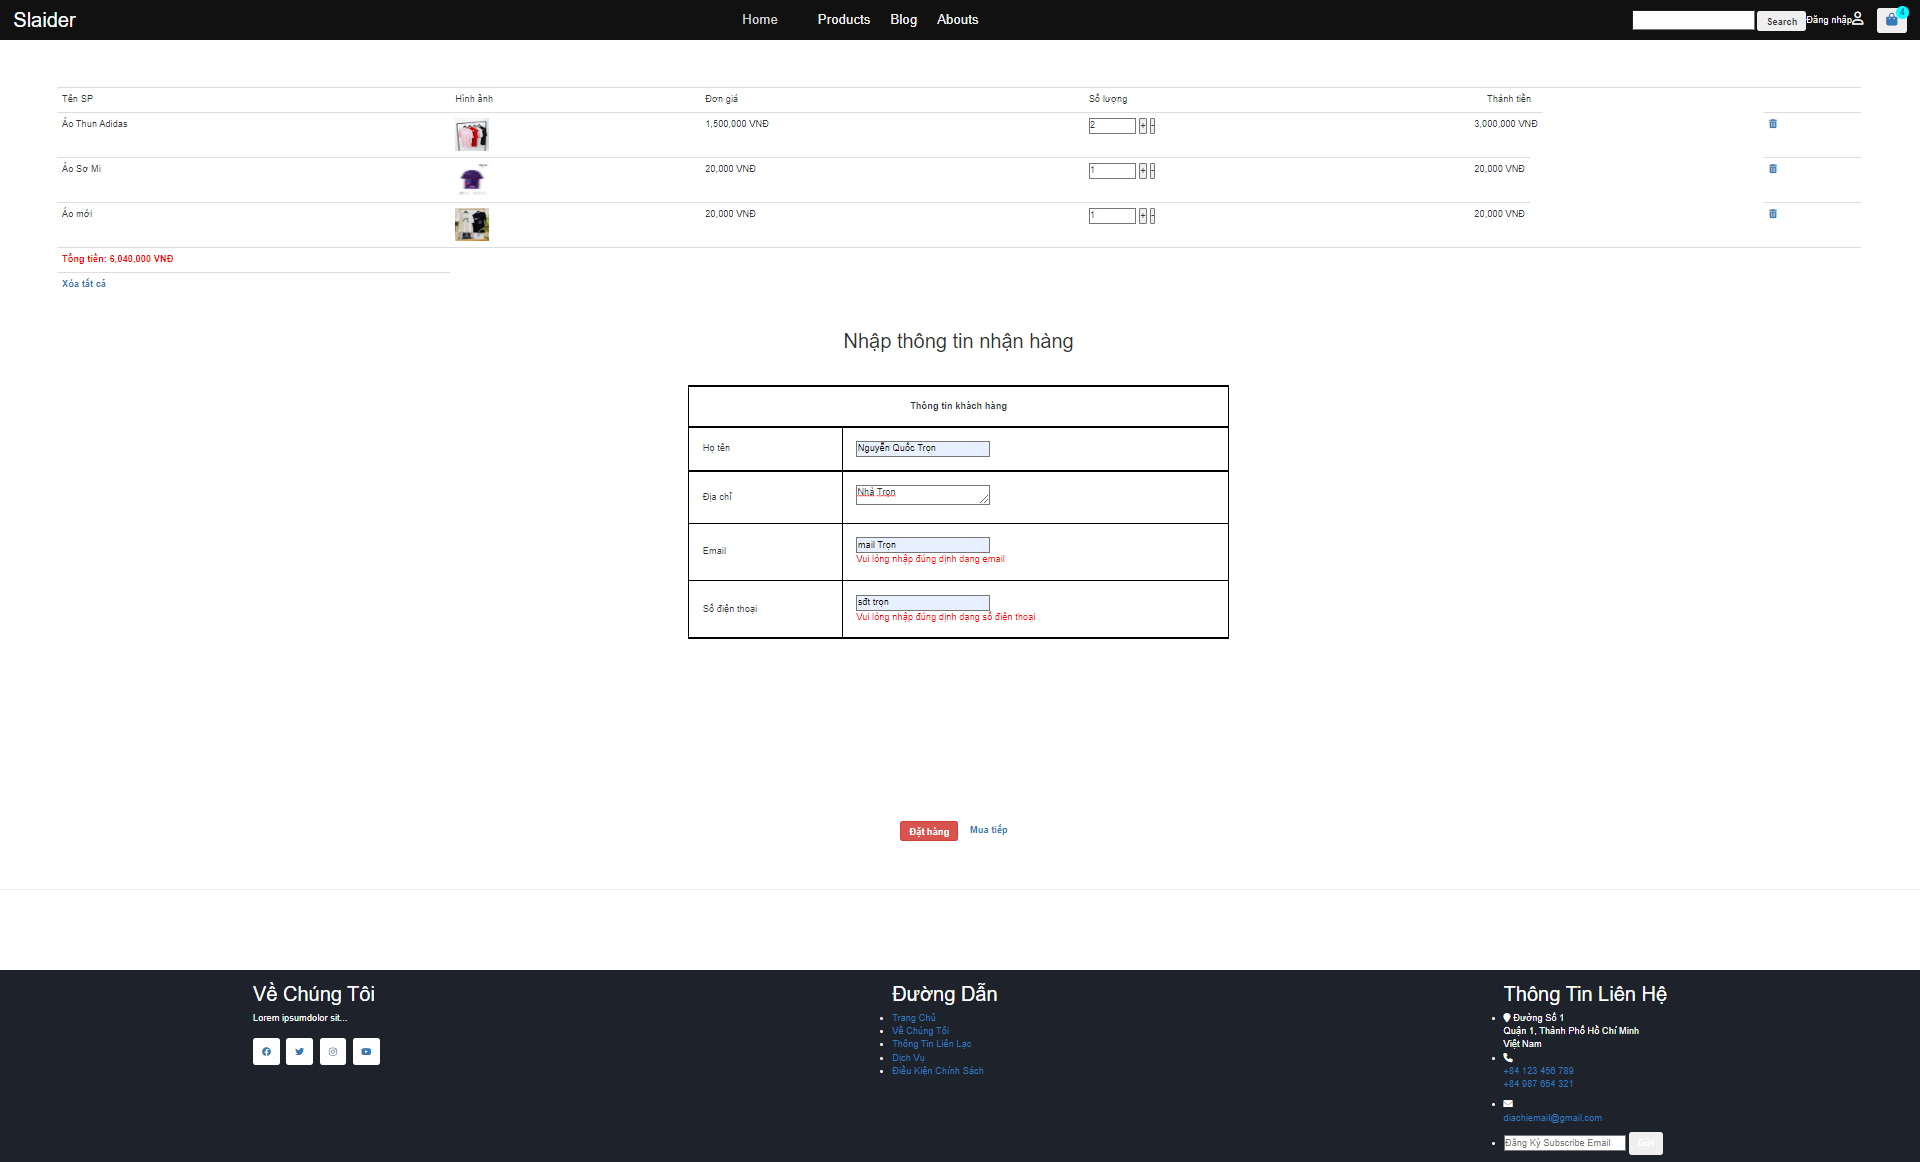 Slaider
Home Products Blog Abouts
Search Đăng nhập 4
Tên SP Hình ảnh Đơn giá Số lượng Thành tiền
Áo Thun Adidas 1,500,000 VNĐ 2 + - 3,000,000 VNĐ
Áo Sơ Mi 20,000 VNĐ 1 + - 20,000 VNĐ
Áo mới 20,000 VNĐ 1 + - 20,000 VNĐ
Tổng tiền: 6,040,000 VNĐ
Xóa tất cả
Nhập thông tin nhận hàng
Thông tin khách hàng
Họ tên Nguyễn Quốc Trọn
Địa chỉ Nhà Trọn
Email mail Trọn
Vui lòng nhập đúng định dạng email
Số điện thoại sđt trọn
Vui lòng nhập đúng định dạng số điện thoại
Đặt hàng Mua tiếp
Về Chúng Tôi
Lorem ipsumdolor sit...
Đường Dẫn
Trang Chủ
Về Chúng Tôi
Thông Tin Liên Lạc
Dịch Vụ
Điều Kiện Chính Sách
Thông Tin Liên Hệ
Đường Số 1
Quận 1, Thành Phố Hồ Chí Minh
Việt Nam
+84 123 456 789
+84 987 654 321
diachiemail@gmail.com
Đăng Ký Subscribe Email